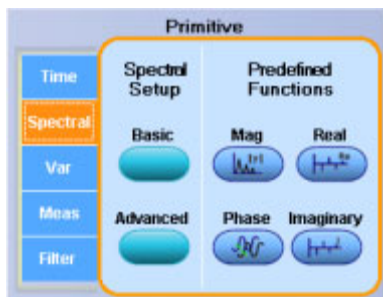 Primitive
Time
Spectral
Var
Meas
Filter
Spectral
Setup
Basic
Advanced
Predefined
Functions
Mag
Real
Phase
Imaginary